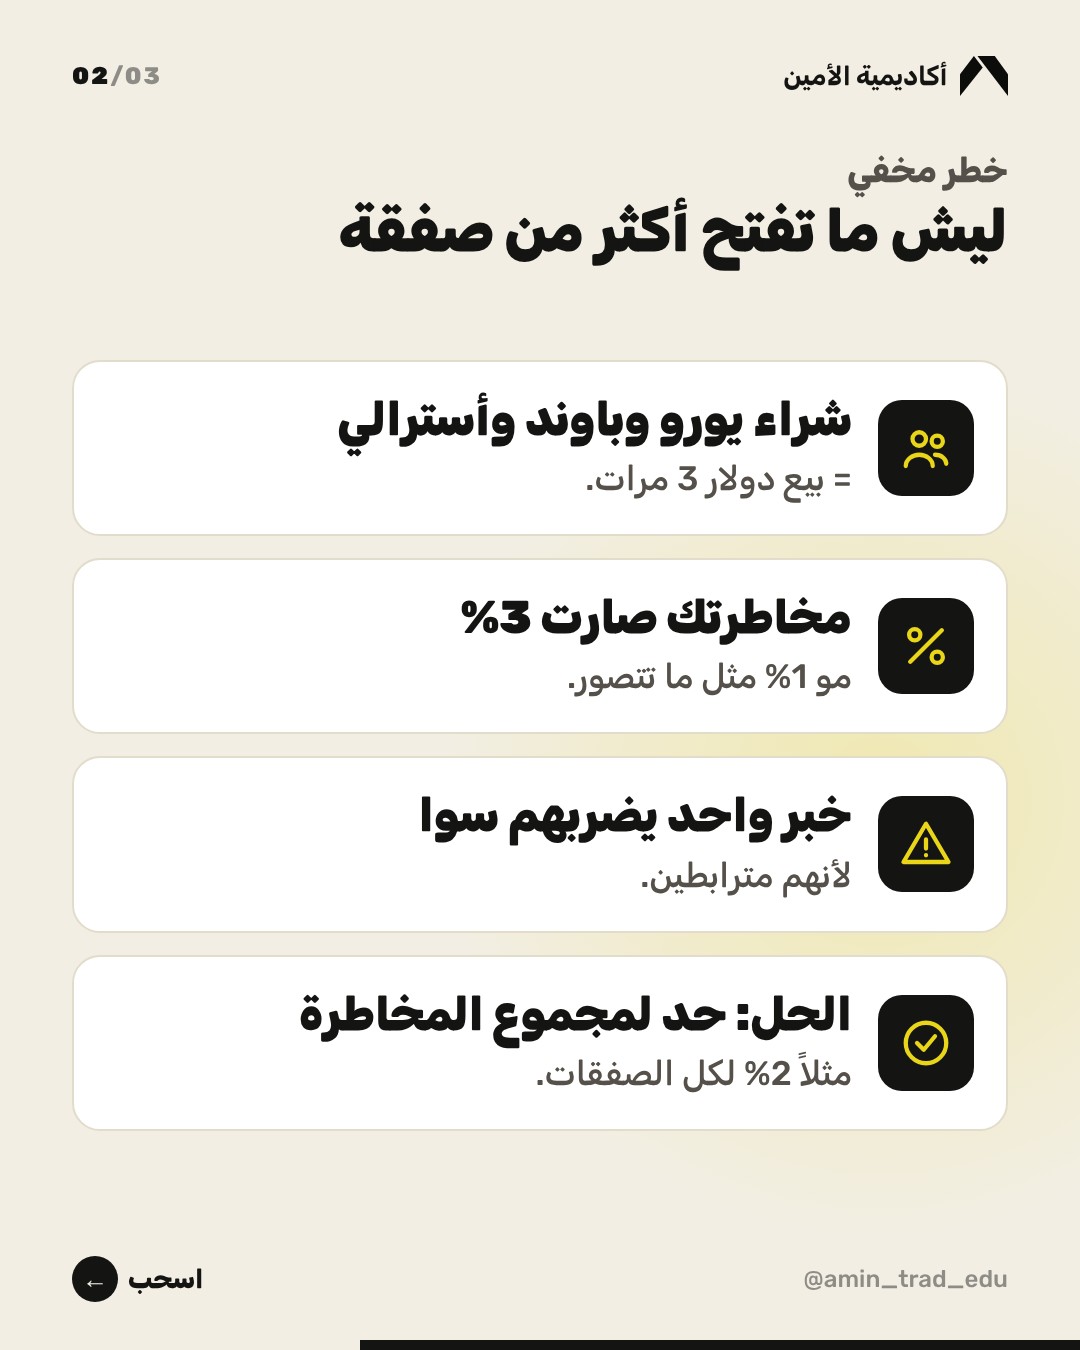 أكاديمية الأمين
02/03
خطر مخفي
ليش ما تفتح أكثر من صفقة
شراء يورو وباوند وأسترالي
= بيع دولار 3 مرات.
مخاطرتك صارت 3%
مو 1% مثل ما تتصور.
خبر واحد يضربهم سوا
لأنهم مترابطين.
الحل: حد لمجموع المخاطرة
مثلاً 2% لكل الصفقات.
@amin_trad_edu
اسحب ←